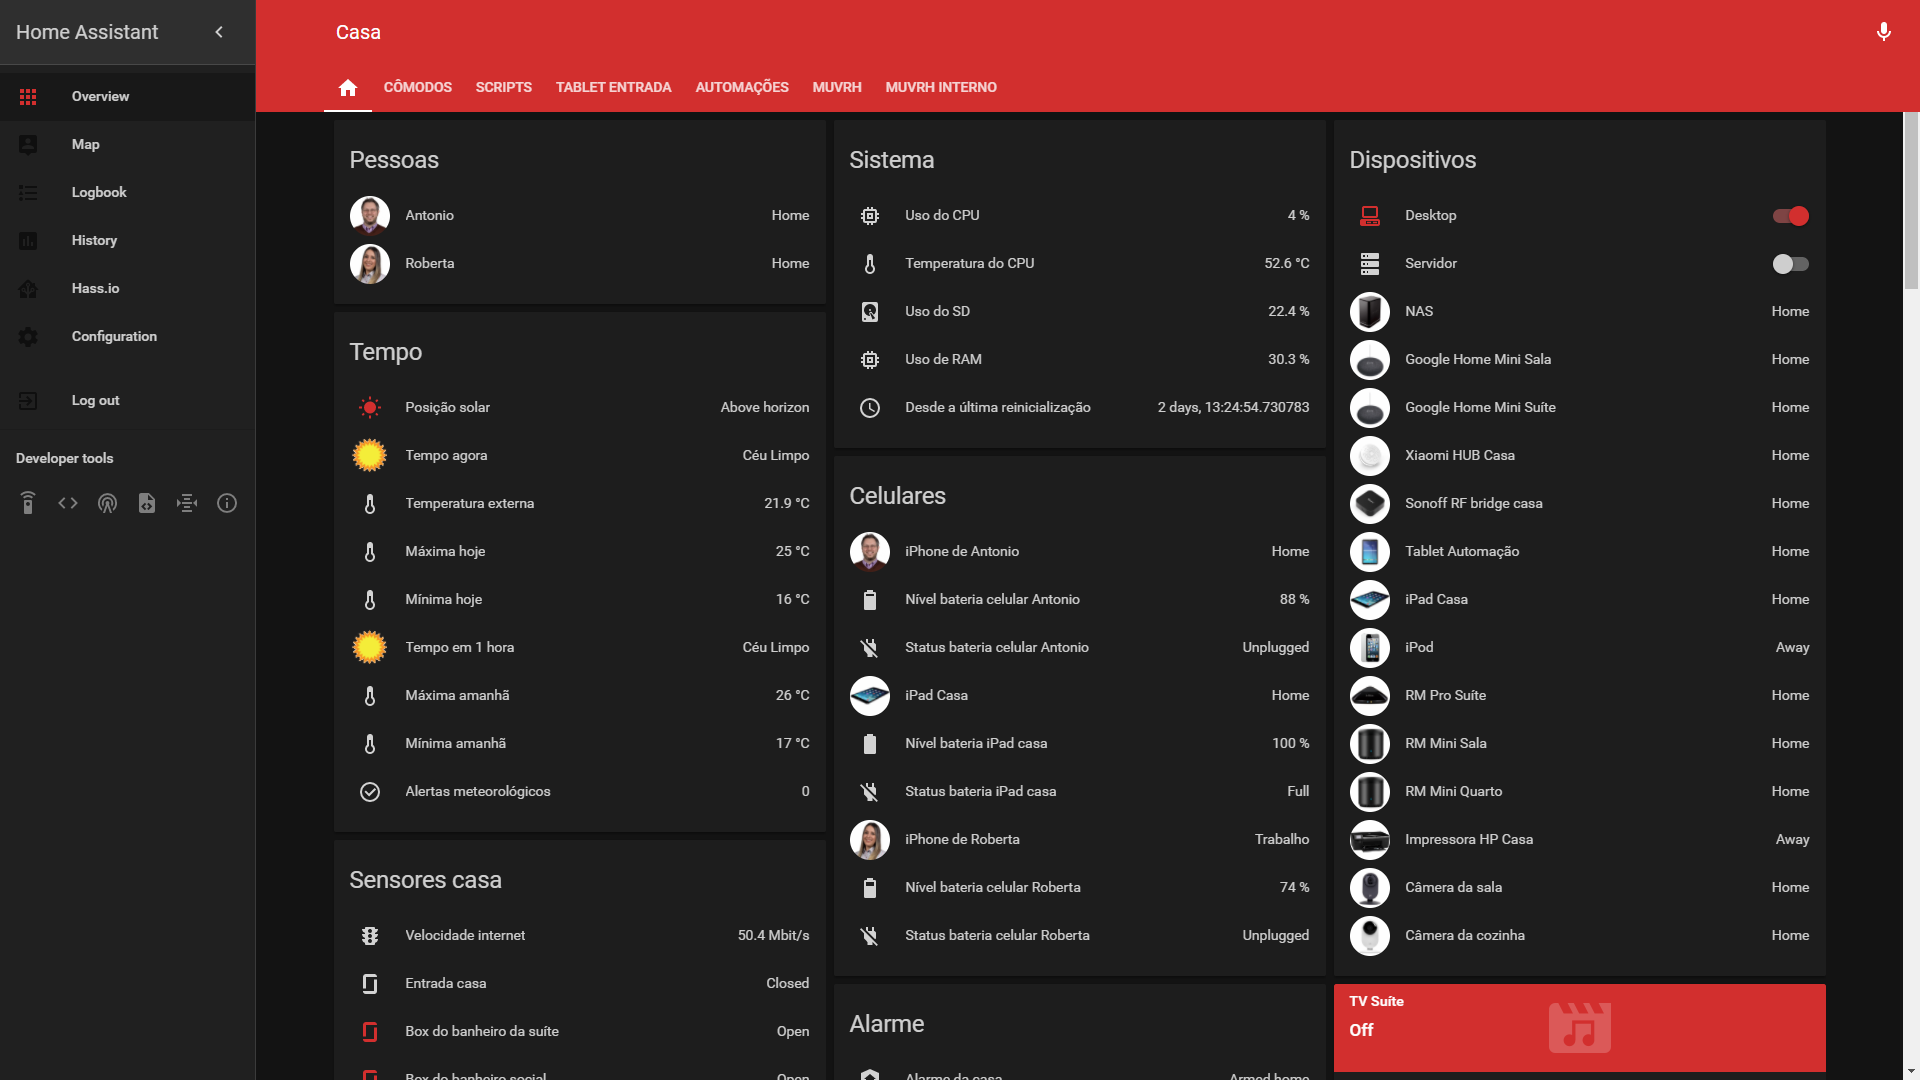 Home Assistant
Overview
Map
Logbook
History
Hass.io
Configuration
Log out
Developer tools
Casa
CÔMODOS SCRIPTS TABLET ENTRADA AUTOMAÇÕES MUVRH MUVRH INTERNO
Pessoas
Antonio Home
Roberta Home
Tempo
Posição solar Above horizon
Tempo agora Céu Limpo
Temperatura externa 21.9 °C
Máxima hoje 25 °C
Mínima hoje 16 °C
Tempo em 1 hora Céu Limpo
Máxima amanhã 26 °C
Mínima amanhã 17 °C
Alertas meteorológicos 0
Sensores casa
Velocidade internet 50.4 Mbit/s
Entrada casa Closed
Box do banheiro da suíte Open
Box do banheiro social Open
Sistema
Uso do CPU 4 %
Temperatura do CPU 52.6 °C
Uso do SD 22.4 %
Uso de RAM 30.3 %
Desde a última reinicialização 2 days, 13:24:54.730783
Celulares
iPhone de Antonio Home
Nível bateria celular Antonio 88 %
Status bateria celular Antonio Unplugged
iPad Casa Home
Nível bateria iPad casa 100 %
Status bateria iPad casa Full
iPhone de Roberta Trabalho
Nível bateria celular Roberta 74 %
Status bateria celular Roberta Unplugged
Alarme
Alarme da casa Armed home
Dispositivos
Desktop
Servidor
NAS Home
Google Home Mini Sala Home
Google Home Mini Suíte Home
Xiaomi HUB Casa Home
Sonoff RF bridge casa Home
Tablet Automação Home
iPad Casa Home
iPod Away
RM Pro Suíte Home
RM Mini Sala Home
RM Mini Quarto Home
Impressora HP Casa Away
Câmera da sala Home
Câmera da cozinha Home
TV Suíte
Off